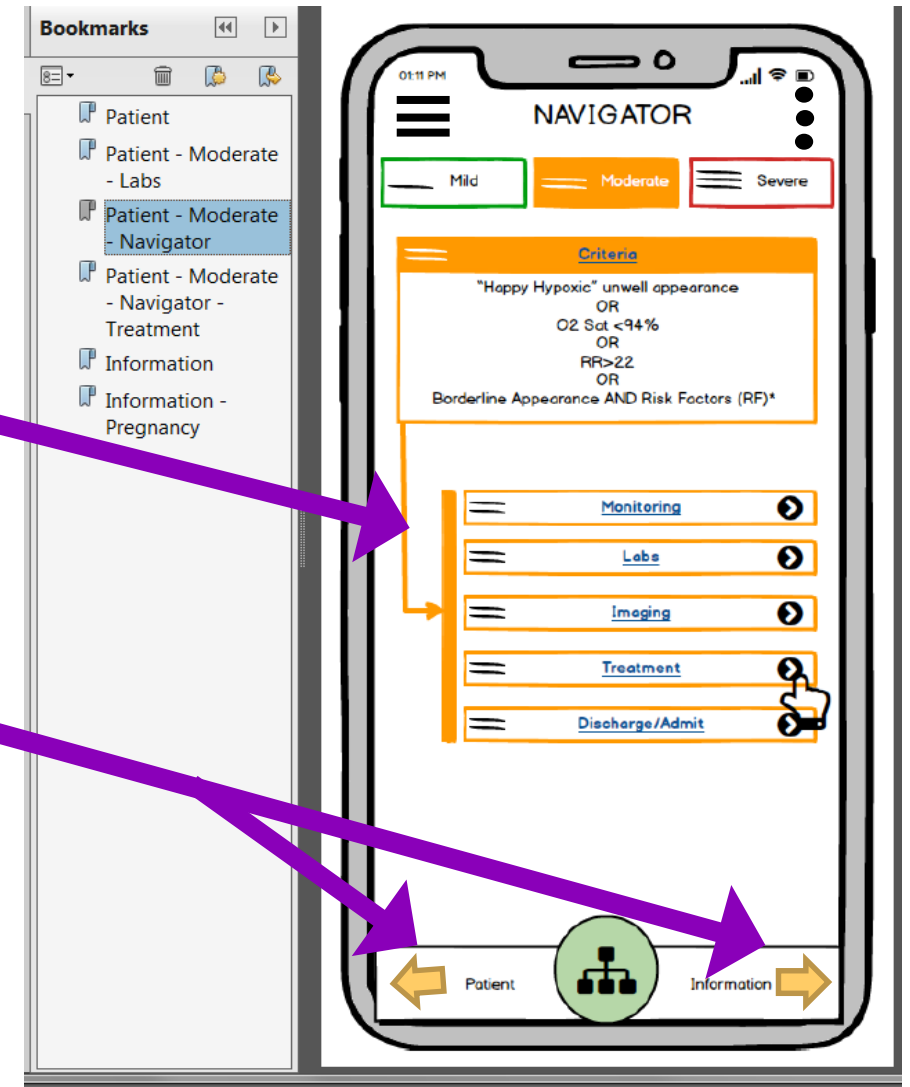 Bookmarks
Patient
Patient - Moderate
- Labs
Patient - Moderate
- Navigator
Patient - Moderate
- Navigator -
Treatment
Information
Information -
Pregnancy
01:11 PM
NAVIGATOR
Mild
Moderate
Severe
Criteria
"Happy Hypoxic" unwell appearance
OR
O2 Sat <94%
OR
RR>22
OR
Borderline Appearance AND Risk Factors (RF)*
Monitoring
Labs
Imaging
Treatment
Discharge/Admit
Patient
Information